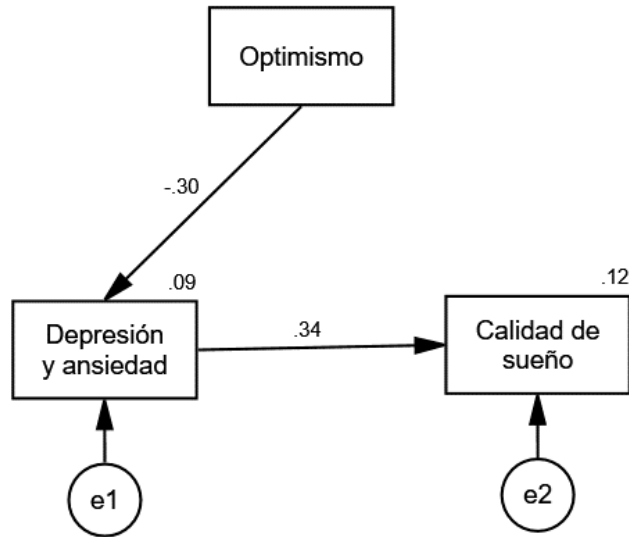 Optimismo
-.30
.09
.12
Depresión
y ansiedad
.34
Calidad de
sueño
e1
e2